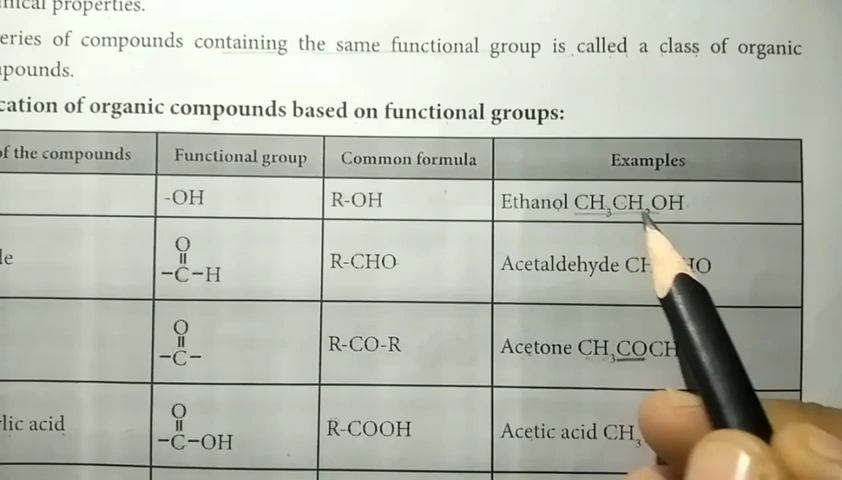 properties.
eries of compounds containing the same functional group is called a class of organic
pounds.
cation of organic compounds based on functional groups:
of the compounds Functional group Common formula Examples
-OH R-OH Ethanol CH₃CH₂OH
O
||
–C–H R-CHO Acetaldehyde
O
||
–C– R-CO-R Acetone CH₃COCH
O
||
lic acid –C–OH R-COOH Acetic acid CH₃